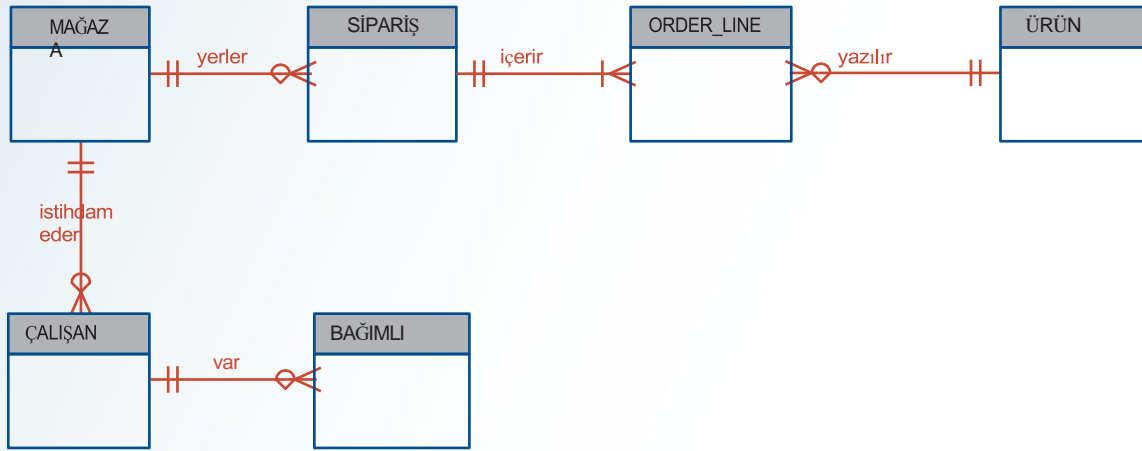 MAĞAZ
A
SİPARİŞ
ORDER_LINE
ÜRÜN
yerler
içerir
yazılır
istihdam
eder
ÇALIŞAN
BAĞIMLI
var